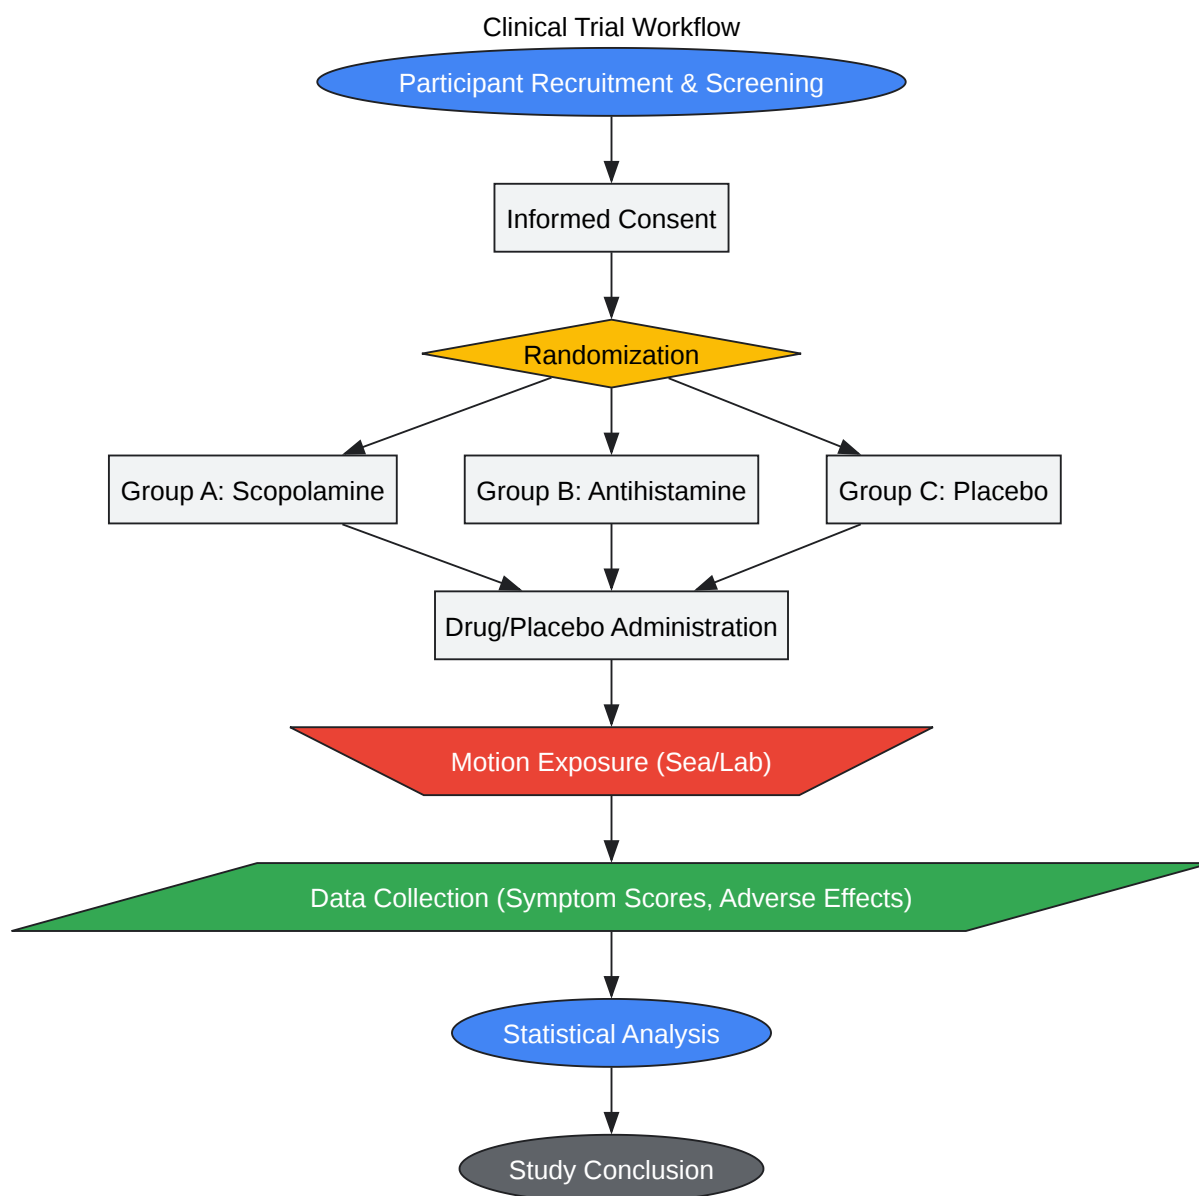 Clinical Trial Workflow
Participant Recruitment & Screening
Informed Consent
Randomization
Group A: Scopolamine
Group B: Antihistamine
Group C: Placebo
Drug/Placebo Administration
Motion Exposure (Sea/Lab)
Data Collection (Symptom Scores, Adverse Effects)
Statistical Analysis
Study Conclusion